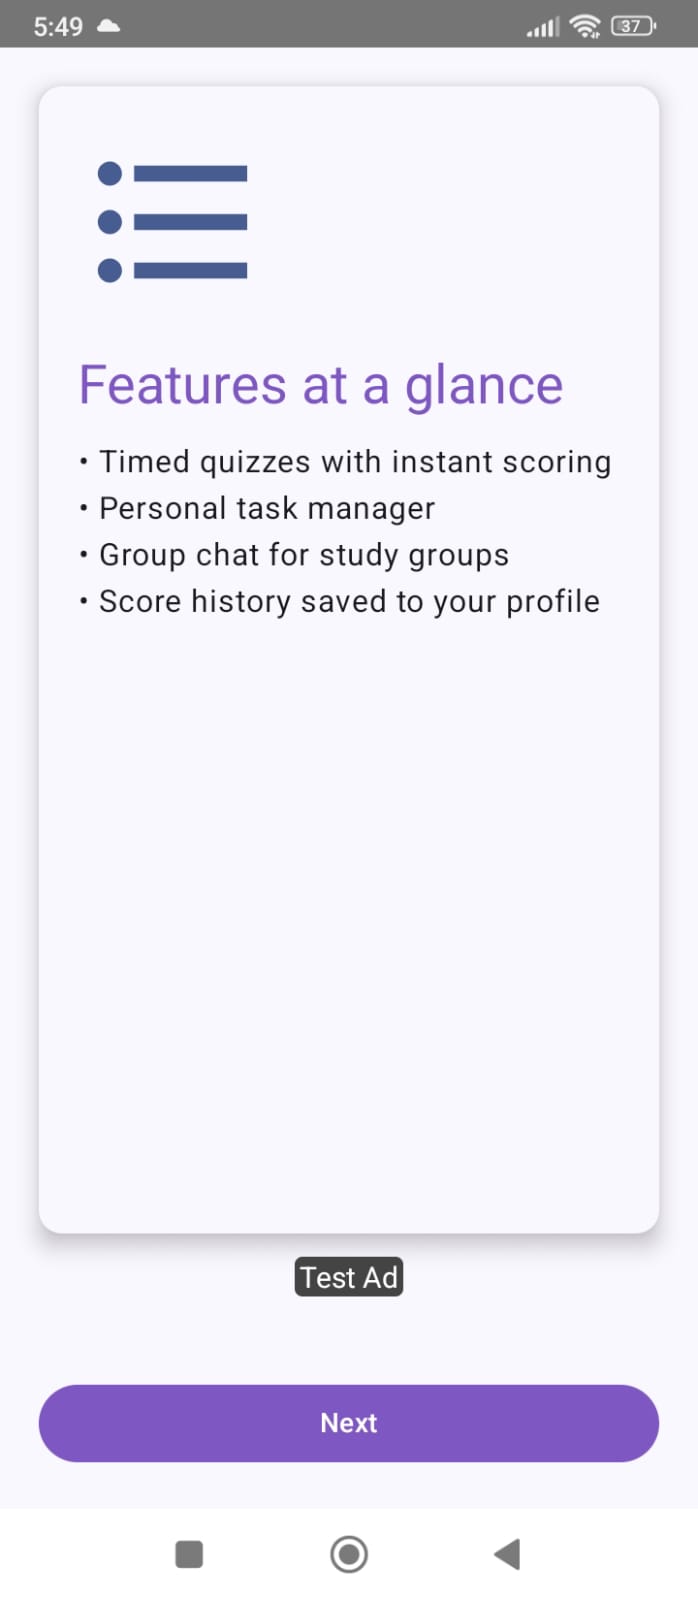 5:49
37
Features at a glance
• Timed quizzes with instant scoring
• Personal task manager
• Group chat for study groups
• Score history saved to your profile
Test Ad
Next